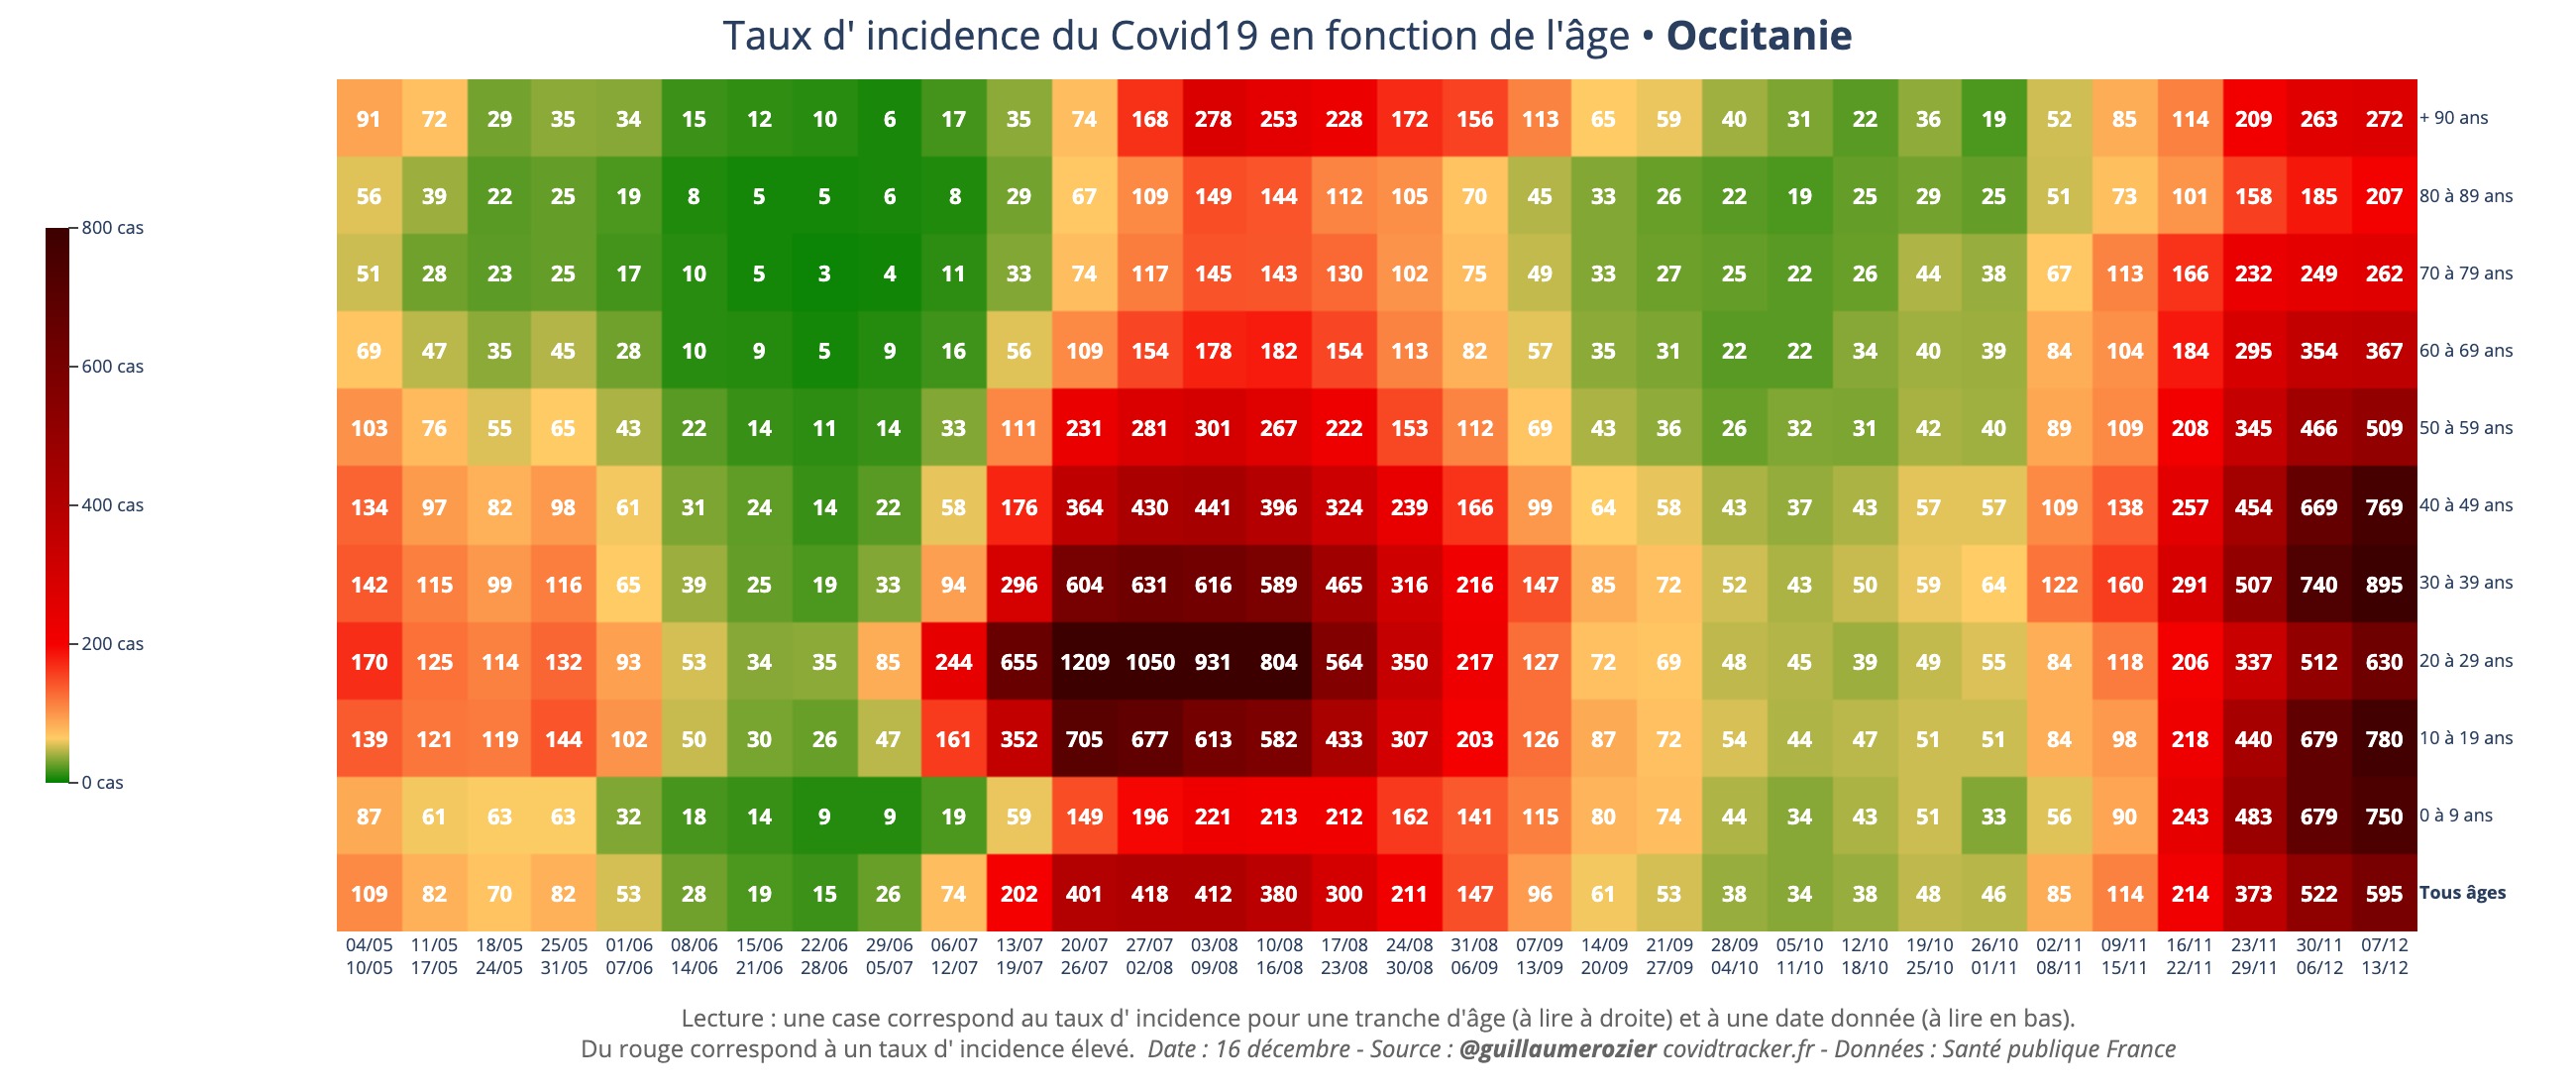 Taux d' incidence du Covid19 en fonction de l'âge • Occitanie
800 cas
600 cas
400 cas
200 cas
0 cas
91 72 29 35 34 15 12 10 6 17 35 74 168 278 253 228 172 156 113 65 59 40 31 22 36 19 52 85 114 209 263 272 + 90 ans
56 39 22 25 19 8 5 5 6 8 29 67 109 149 144 112 105 70 45 33 26 22 19 25 29 25 51 73 101 158 185 207 80 à 89 ans
51 28 23 25 17 10 5 3 4 11 33 74 117 145 143 130 102 75 49 33 27 25 22 26 44 38 67 113 166 232 249 262 70 à 79 ans
69 47 35 45 28 10 9 5 9 16 56 109 154 178 182 154 113 82 57 35 31 22 22 34 40 39 84 104 184 295 354 367 60 à 69 ans
103 76 55 65 43 22 14 11 14 33 111 231 281 301 267 222 153 112 69 43 36 26 32 31 42 40 89 109 208 345 466 509 50 à 59 ans
134 97 82 98 61 31 24 14 22 58 176 364 430 441 396 324 239 166 99 64 58 43 37 43 57 57 109 138 257 454 669 769 40 à 49 ans
142 115 99 116 65 39 25 19 33 94 296 604 631 616 589 465 316 216 147 85 72 52 43 50 59 64 122 160 291 507 740 895 30 à 39 ans
170 125 114 132 93 53 34 35 85 244 655 1209 1050 931 804 564 350 217 127 72 69 48 45 39 49 55 84 118 206 337 512 630 20 à 29 ans
139 121 119 144 102 50 30 26 47 161 352 705 677 613 582 433 307 203 126 87 72 54 44 47 51 51 84 98 218 440 679 780 10 à 19 ans
87 61 63 63 32 18 14 9 9 19 59 149 196 221 213 212 162 141 115 80 74 44 34 43 51 33 56 90 243 483 679 750 0 à 9 ans
109 82 70 82 53 28 19 15 26 74 202 401 418 412 380 300 211 147 96 61 53 38 34 38 48 46 85 114 214 373 522 595 Tous âges
04/05 11/05 18/05 25/05 01/06 08/06 15/06 22/06 29/06 06/07 13/07 20/07 27/07 03/08 10/08 17/08 24/08 31/08 07/09 14/09 21/09 28/09 05/10 12/10 19/10 26/10 02/11 09/11 16/11 23/11 30/11 07/12
10/05 17/05 24/05 31/05 07/06 14/06 21/06 28/06 05/07 12/07 19/07 26/07 02/08 09/08 16/08 23/08 30/08 06/09 13/09 20/09 27/09 04/10 11/10 18/10 25/10 01/11 08/11 15/11 22/11 29/11 06/12 13/12
Lecture : une case correspond au taux d' incidence pour une tranche d'âge (à lire à droite) et à une date donnée (à lire en bas).
Du rouge correspond à un taux d' incidence élevé. Date : 16 décembre - Source : @guillaumerozier covidtracker.fr - Données : Santé publique France